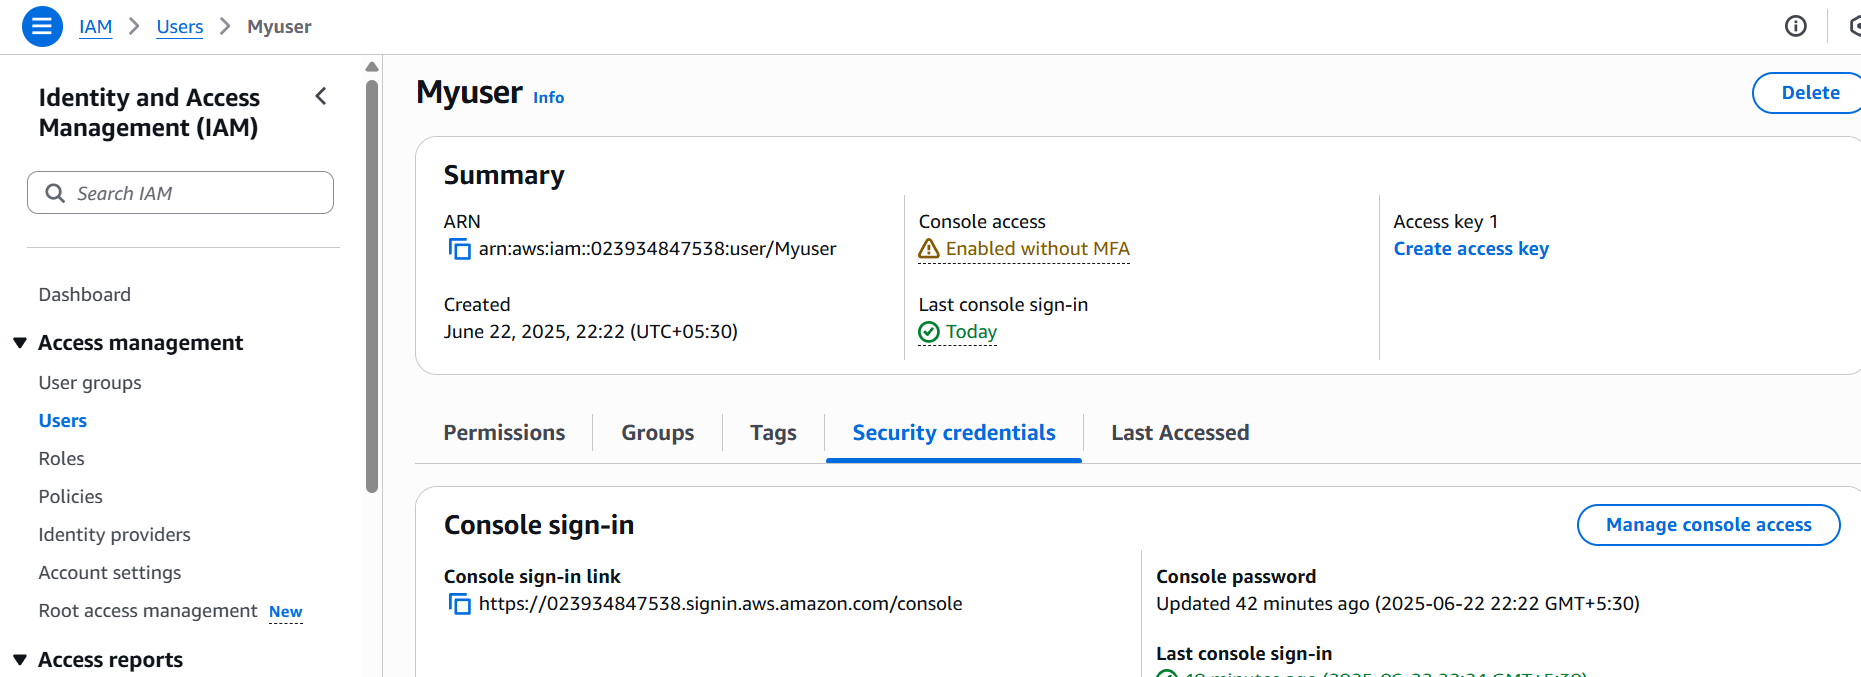 IAM > Users > Myuser
Identity and Access
Management (IAM)
Search IAM
Dashboard
Access management
User groups
Users
Roles
Policies
Identity providers
Account settings
Root access management New
Access reports
Myuser Info
Delete
Summary
ARN
arn:aws:iam::023934847538:user/Myuser
Created
June 22, 2025, 22:22 (UTC+05:30)
Console access
Enabled without MFA
Last console sign-in
Today
Access key 1
Create access key
Permissions
Groups
Tags
Security credentials
Last Accessed
Console sign-in
Manage console access
Console sign-in link
https://023934847538.signin.aws.amazon.com/console
Console password
Updated 42 minutes ago (2025-06-22 22:22 GMT+5:30)
Last console sign-in